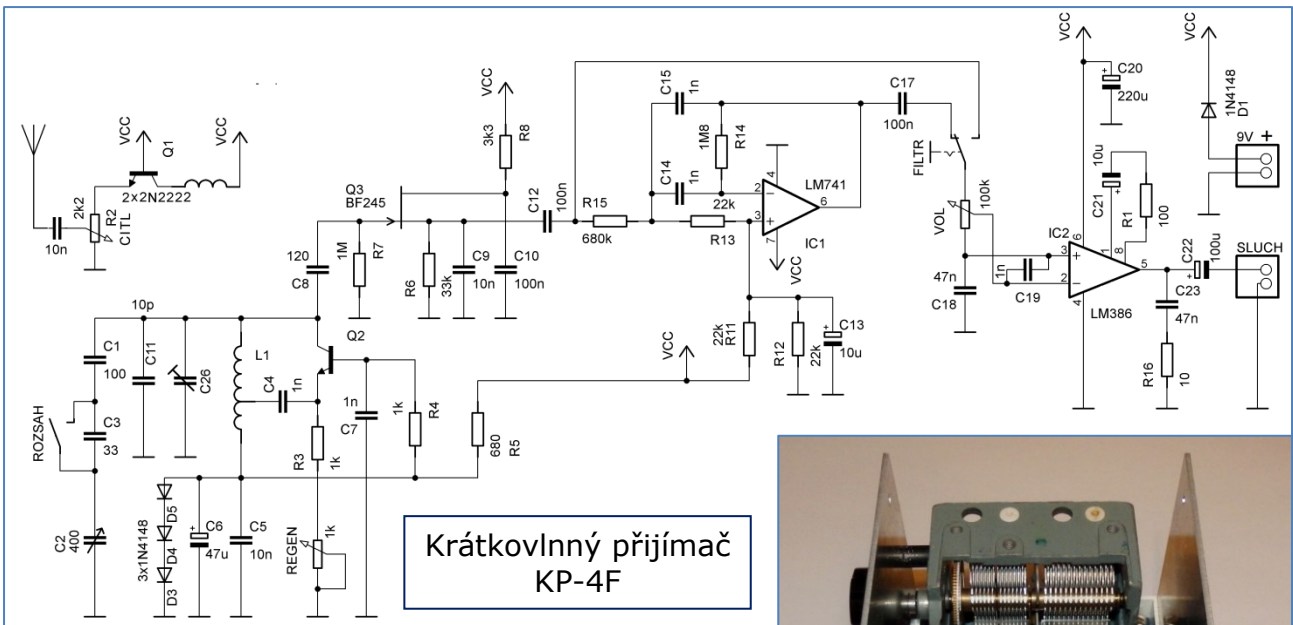 VCC
Q1
VCC
2×2N2222
2k2
R2
CITL
10n
VCC
3k3
R8
Q3
BF245
120
C8
1M
R7
R6
33k
C9
10n
C10
100n
C12
100n
R15
680k
C15
1n
C14
1n
1M8
R14
22k
R13
2
3
4
6
7
LM741
IC1
VCC
C17
100n
FILTR
100k
VOL
47n
C18
1n
C19
VCC
C20
220u
10u
C21
R1
100
IC2
6
3
2
4
1
8
5
LM386
C22
100u
C23
47n
R16
10
VCC
1N4148
D1
9V +
SLUCH
10p
C1
100
C11
C26
L1
C4
1n
Q2
ROZSAH
C3
33
C2
400
3x1N4148
D5
D4
D3
C6
47u
C5
10n
R3
1k
REGEN
1k
1n
C7
1k
R4
680
R5
VCC
22k
R11
R12
22k
C13
10u
Krátkovlnný přijímač
KP-4F